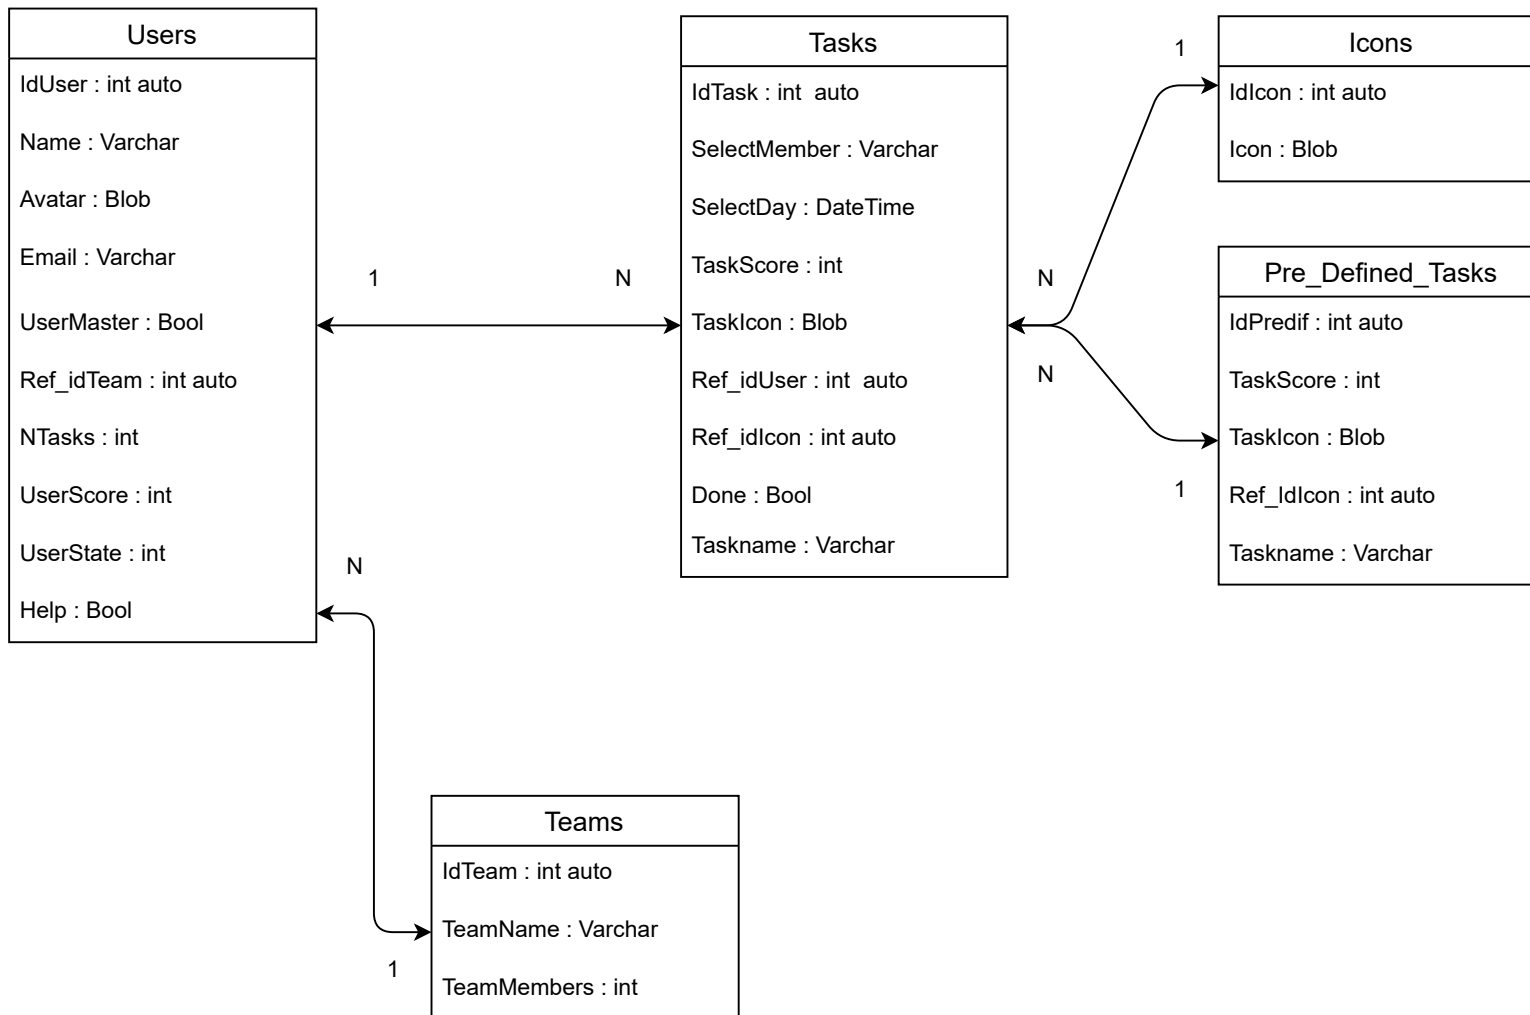 Users
IdUser : int auto
Name : Varchar
Avatar : Blob
Email : Varchar
UserMaster : Bool
Ref_idTeam : int auto
NTasks : int
UserScore : int
UserState : int
Help : Bool
1
N
Tasks
IdTask : int  auto
SelectMember : Varchar
SelectDay : DateTime
TaskScore : int
TaskIcon : Blob
Ref_idUser : int  auto
Ref_idIcon : int auto
Done : Bool
Taskname : Varchar
1
N
N
1
Icons
IdIcon : int auto
Icon : Blob
Pre_Defined_Tasks
IdPredif : int auto
TaskScore : int
TaskIcon : Blob
Ref_IdIcon : int auto
Taskname : Varchar
N
1
Teams
IdTeam : int auto
TeamName : Varchar
TeamMembers : int